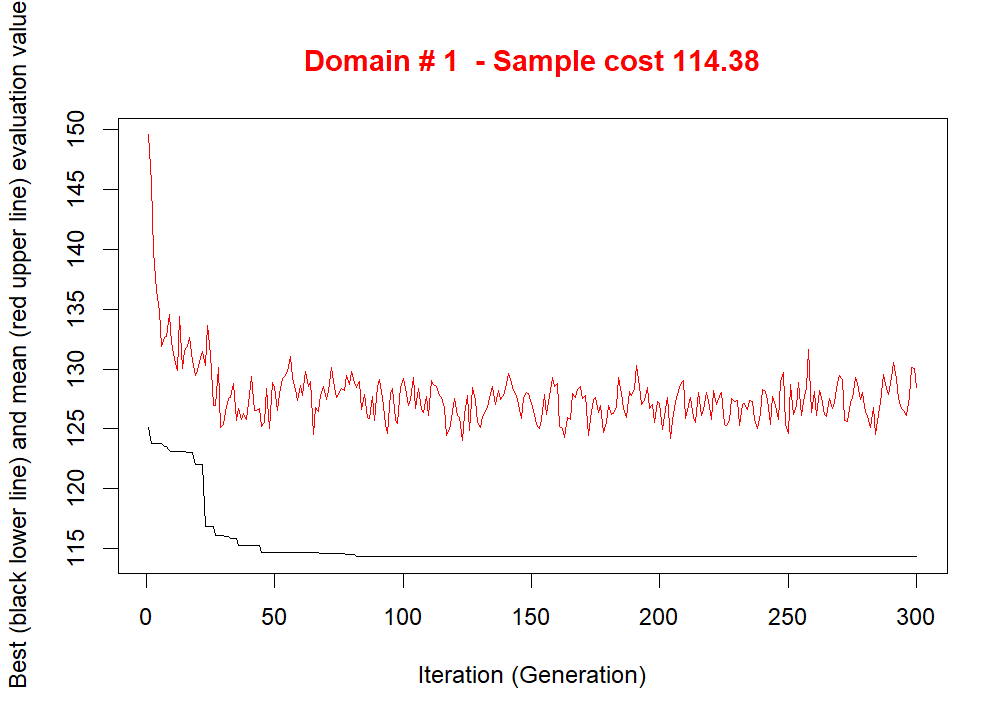 Domain # 1  - Sample cost 114.38
Best (black lower line) and mean (red upper line) evaluation value
150
145
140
135
130
125
120
115
0 50 100 150 200 250 300
Iteration (Generation)